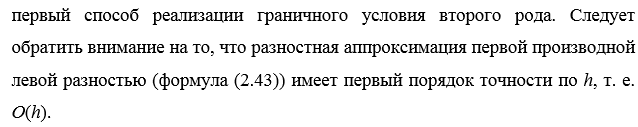 первый способ реализации граничного условия второго рода. Следует
обратить внимание на то, что разностная аппроксимация первой производной
левой разностью (формула (2.43)) имеет первый порядок точности по h, т. е.
O(h).